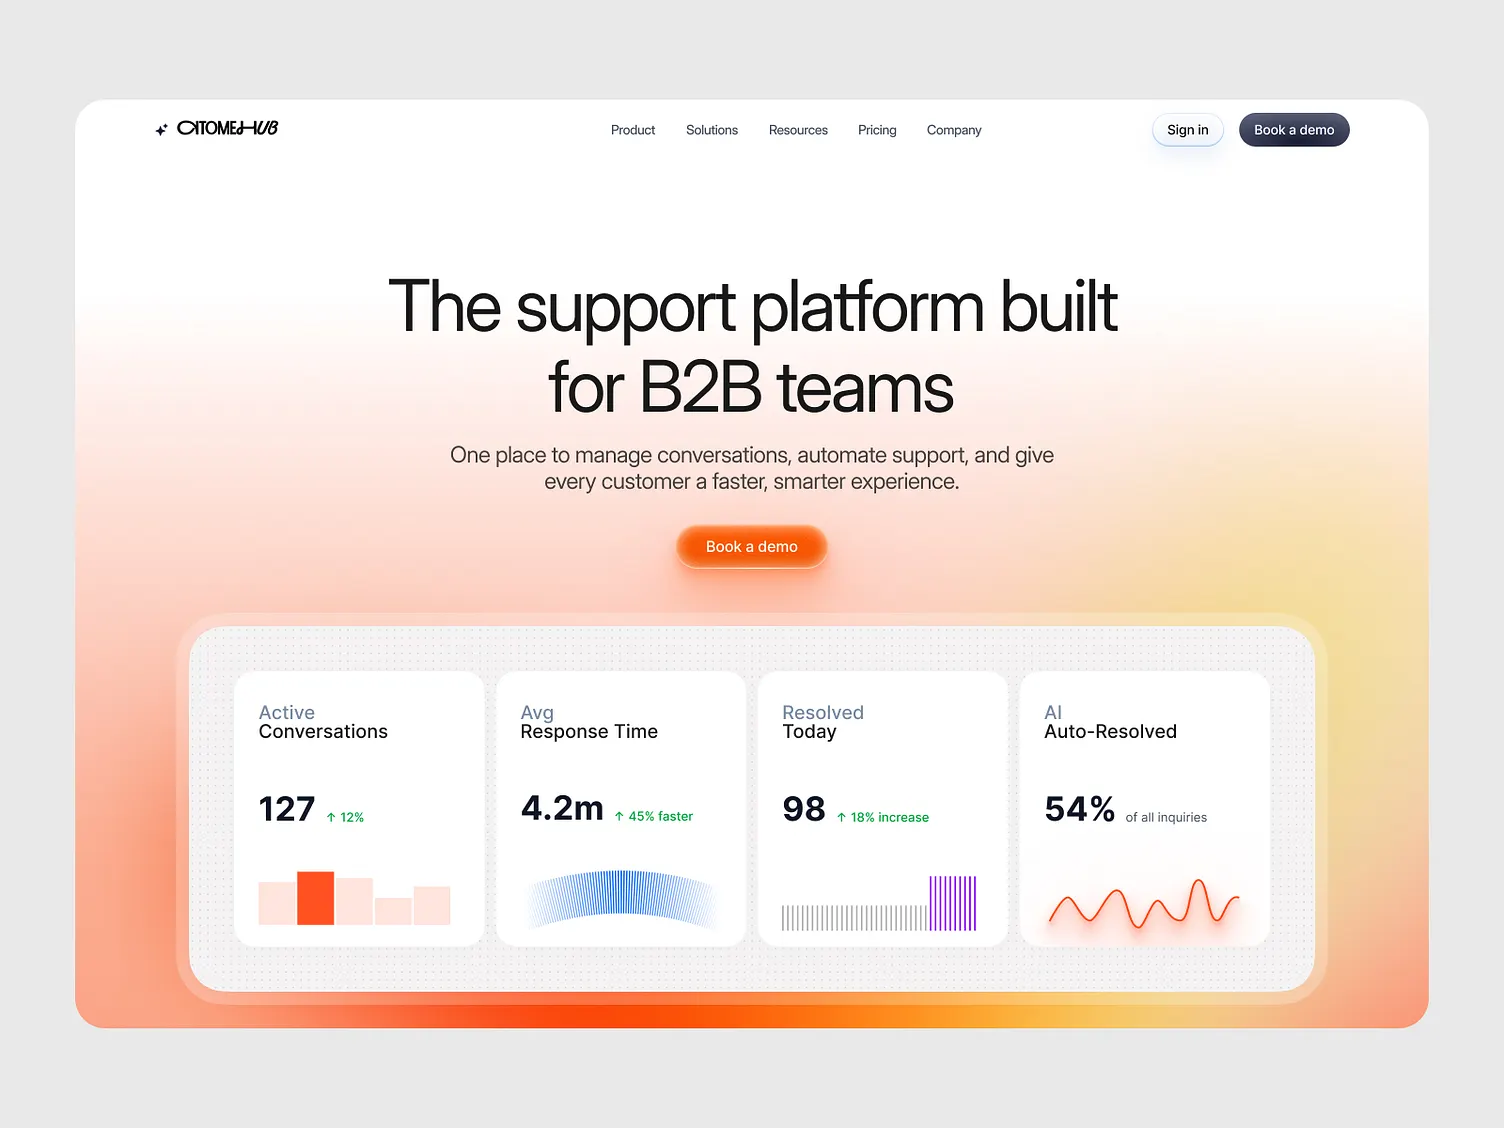 CITOMEHUB
Product Solutions Resources Pricing Company
Sign in
Book a demo
The support platform built
for B2B teams
One place to manage conversations, automate support, and give
every customer a faster, smarter experience.
Book a demo
Active
Conversations
127 ↑ 12%
Avg
Response Time
4.2m ↑ 45% faster
Resolved
Today
98 ↑ 18% increase
AI
Auto-Resolved
54% of all inquiries